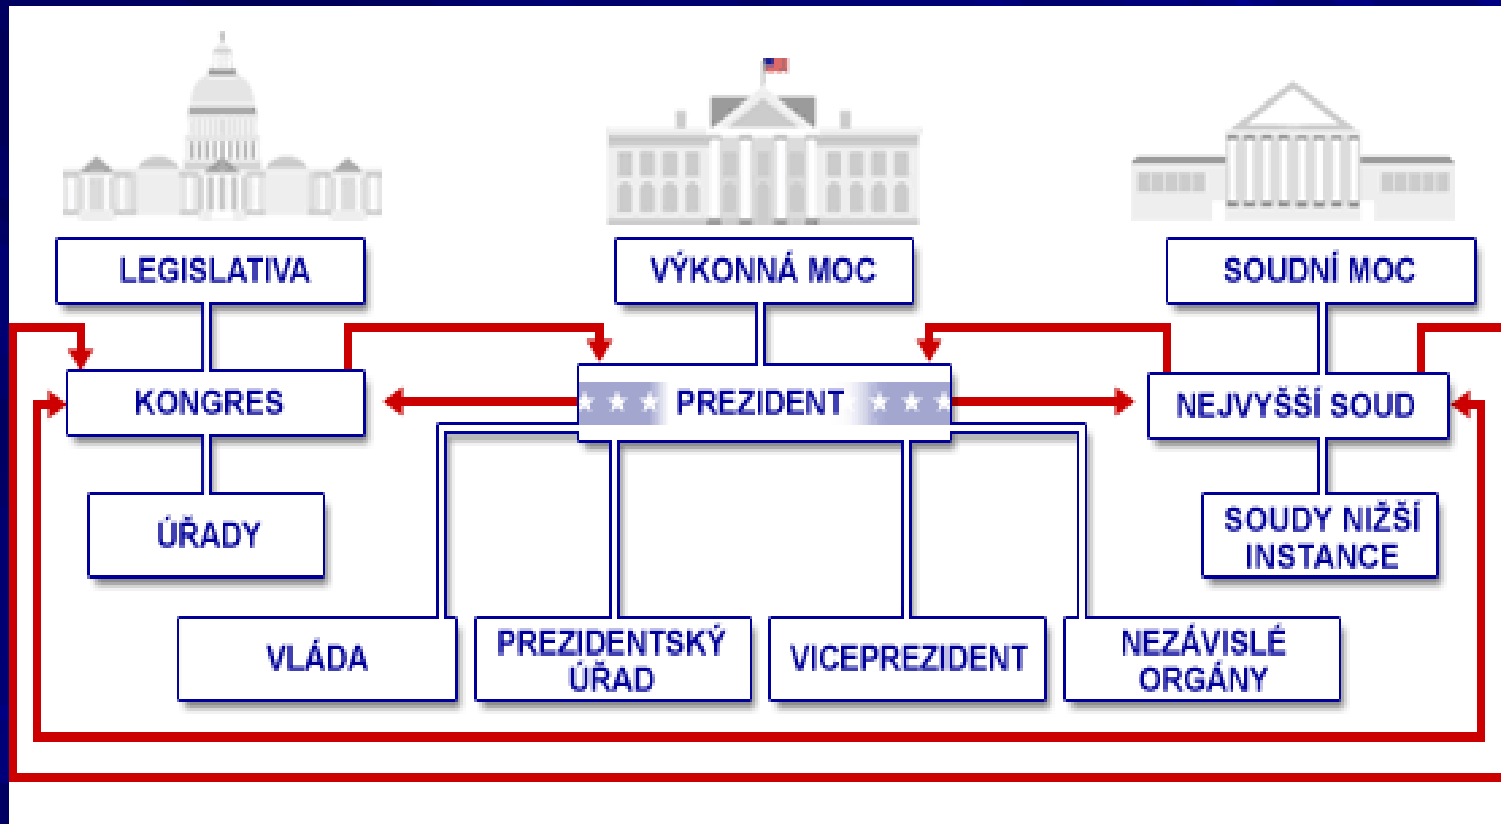 LEGISLATIVA
VÝKONNÁ MOC
SOUDNÍ MOC
KONGRES
PREZIDENT
NEJVYŠŠÍ SOUD
ÚŘADY
SOUDY NIŽŠÍ
INSTANCE
VLÁDA
PREZIDENTSKÝ
ÚŘAD
VICEPREZIDENT
NEZÁVISLÉ
ORGÁNY